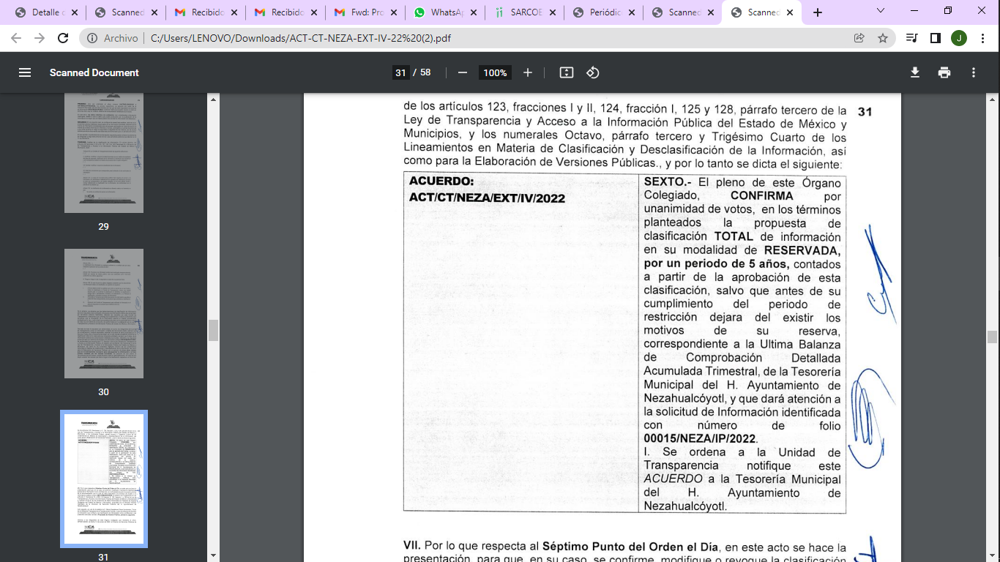 Detalle d
Scanned
Recibido
Recibido
Fwd: Pro
WhatsAp
SARCOE
Periódic
Scanned
Scanned
Archivo
C:/Users/LENOVO/Downloads/ACT-CT-NEZA-EXT-IV-22%20(2).pdf
J
Scanned Document
31 / 58
100%
29
30
31
de los artículos 123, fracciones I y II, 124, fracción I, 125 y 128, párrafo tercero de la
Ley de Transparencia y Acceso a la Información Público del Estado de México y
Municipios, y los numerales Octavo, párrafo tercero y Trigésimo Cuarto de los
Lineamientos en Materia de Clasificación y Desclasificación de la Información, así
como para la Elaboración de Versiones Públicas y por lo tanto se dicta el siguiente:
31
ACUERDO:
ACT/CT/NEZA/EXT/IV/2022
SEXTO.- El pleno de este Órgano
Colegiado, CONFIRMA por
unanimidad de votos, en los términos
planteados la propuesta de
clasificación TOTAL de información
en su modalidad de RESERVADA,
por un periodo de 5 años, contados
a partir de la aprobación de esta
clasificación, salvo que antes de su
cumplimiento del periodo de
restricción dejara del existir los
motivos de su reserva,
correspondiente a la Ultima Balanza
de Comprobación Detallada
Acumulada Trimestral, de la Tesorería
Municipal del H. Ayuntamiento de
Nezahualcóyotl, y que dará atención a
la solicitud de Información identificada
con número de folio
00015/NEZA/IP/2022.
. Se ordena a la Unidad de
Transparencia notifique este
ACUERDO a la Tesorería Municipal
del H. Ayuntamiento de
Nezahualcóyotl.
VII. Por lo que respecta al Séptimo Punto del Orden el Día, en este acto se hace la
presentación, para que, en su caso, se confirme, modifique o revoque la clasificación